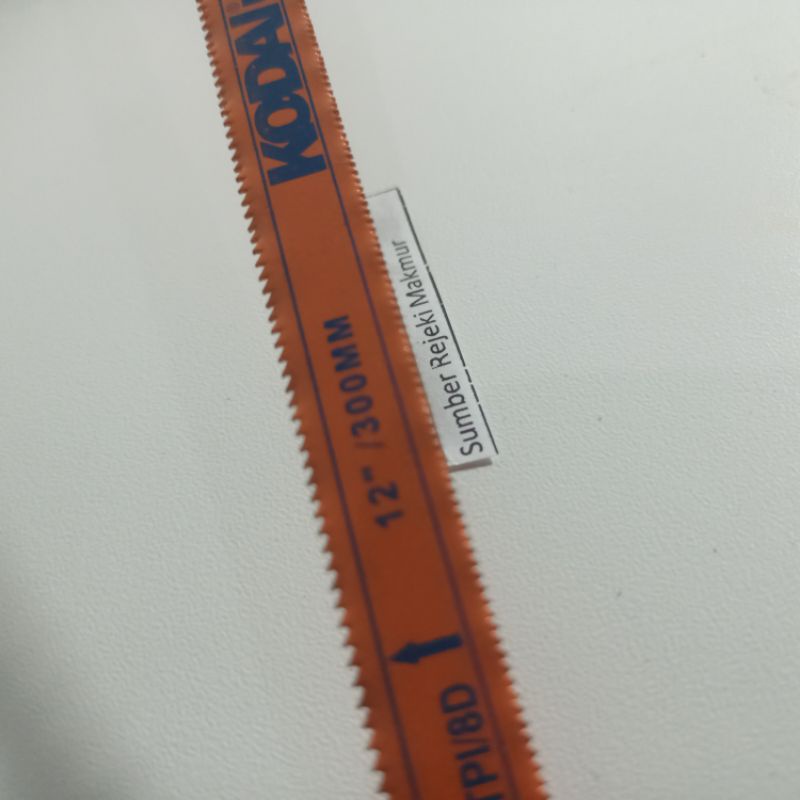 KODAI
12" /300MM
TPI/8D
Sumber Rejeki Makmur